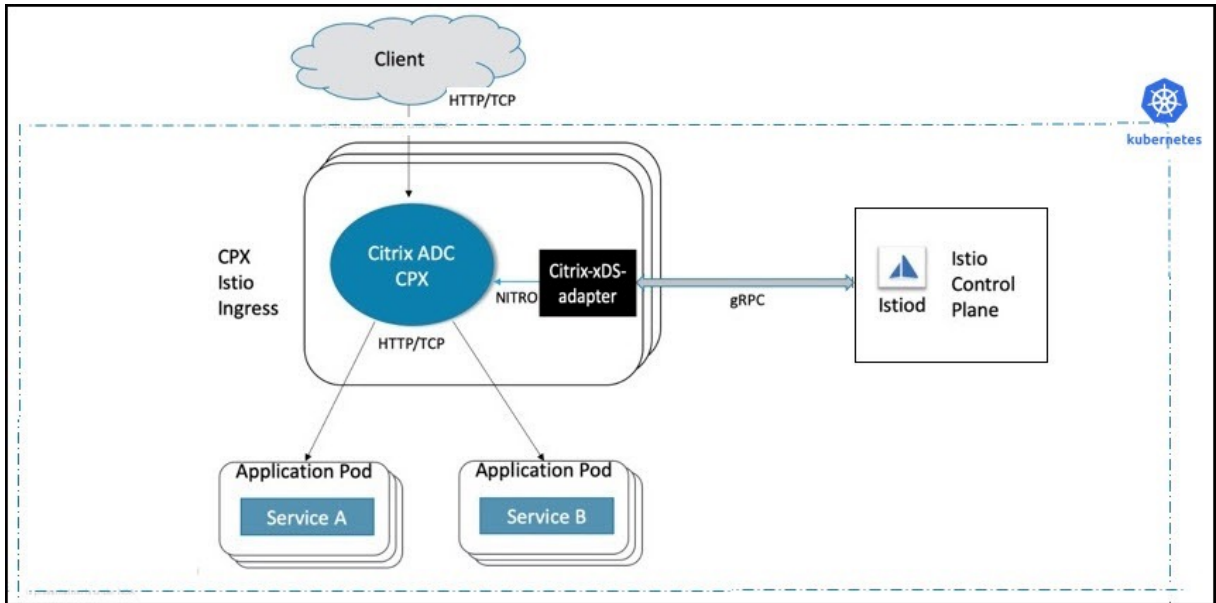 Client
HTTP/TCP
kubernetes
CPX
Istio
Ingress
Citrix ADC
CPX
NITRO
Citrix-xDS-
adapter
gRPC
Istiod
Istio
Control
Plane
HTTP/TCP
Application Pod
Service A
Application Pod
Service B